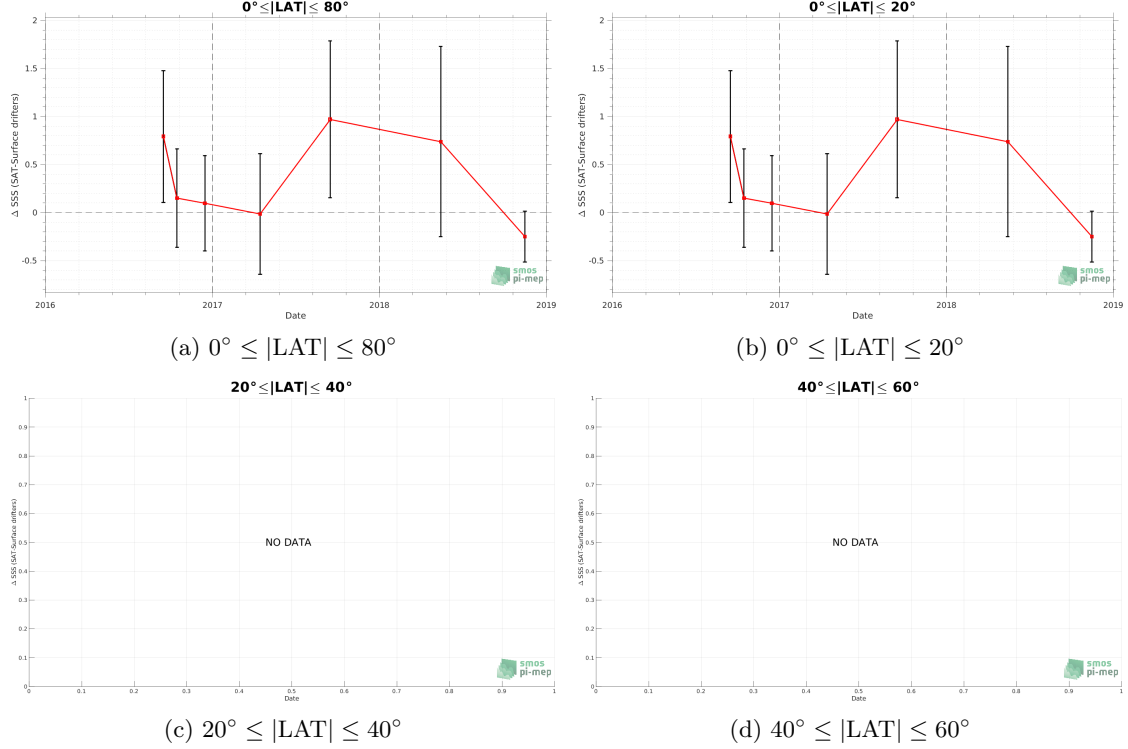 0°≤|LAT|≤ 80°
Δ SSS (SAT-Surface drifters)
2
1.5
1
0.5
0
-0.5
smos
pi-mep
2016 2017 2018 2019
Date
(a) 0° ≤ |LAT| ≤ 80°
0°≤|LAT|≤ 20°
Δ SSS (SAT-Surface drifters)
2
1.5
1
0.5
0
-0.5
smos
pi-mep
2016 2017 2018 2019
Date
(b) 0° ≤ |LAT| ≤ 20°
20°≤|LAT|≤ 40°
Δ SSS (SAT-Surface drifters)
1
0.9
0.8
0.7
0.6
0.5
0.4
0.3
0.2
0.1
0
NO DATA
smos
pi-mep
0 0.1 0.2 0.3 0.4 0.5 0.6 0.7 0.8 0.9 1
Date
(c) 20° ≤ |LAT| ≤ 40°
40°≤|LAT|≤ 60°
Δ SSS (SAT-Surface drifters)
1
0.9
0.8
0.7
0.6
0.5
0.4
0.3
0.2
0.1
0
NO DATA
smos
pi-mep
0 0.1 0.2 0.3 0.4 0.5 0.6 0.7 0.8 0.9 1
Date
(d) 40° ≤ |LAT| ≤ 60°